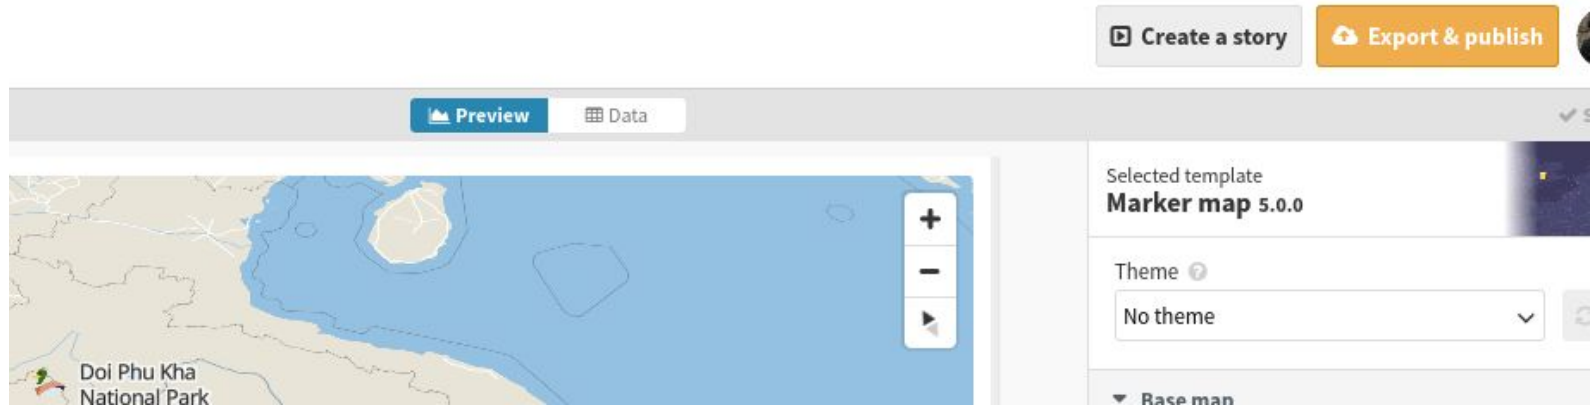 Create a story
Export & publish
Preview
Data
Selected template
Marker map 5.0.0
Theme
No theme
Doi Phu Kha
National Park
Base map